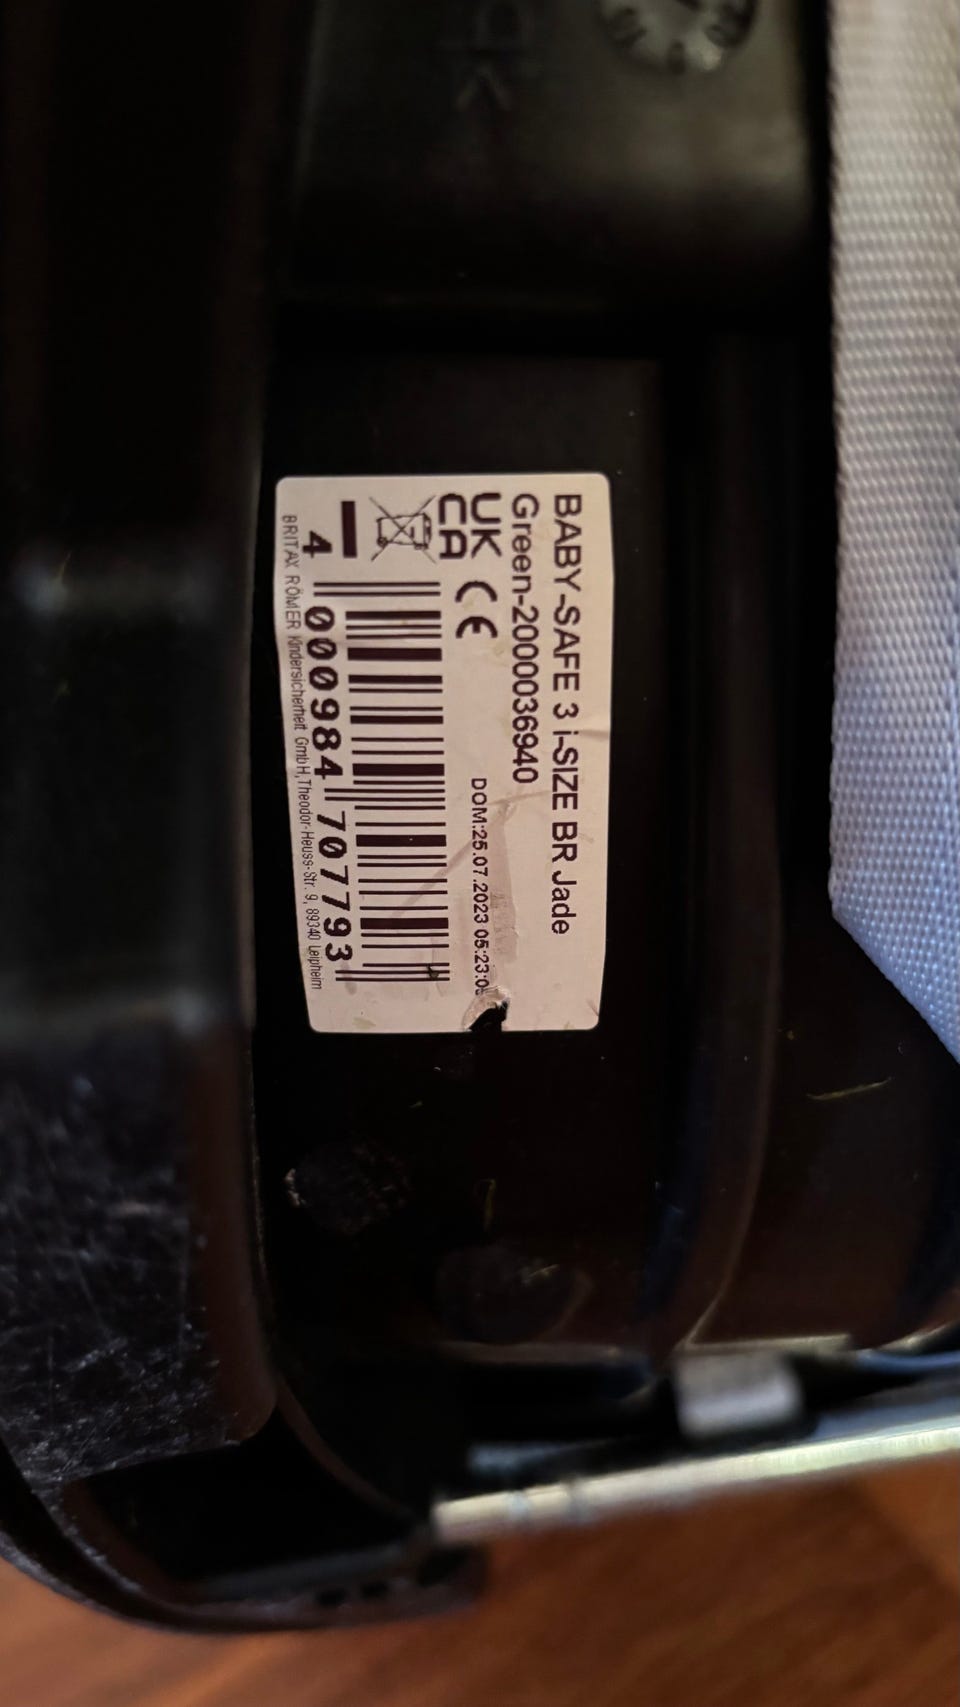 BABY-SAFE 3 i-SIZE BR Jade
Green-2000036940
UK
CA
CE
DOM:25.07.2023 05:23:0
4 000984 707793
BRITAX RÖMER Kindersicherheit GmbH,Theodor-Heuss-Str. 9, 89340 Leipheim